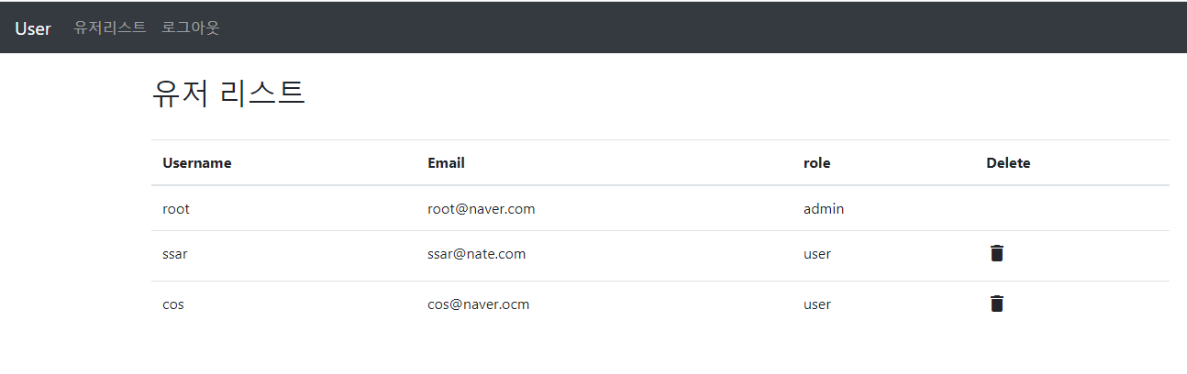 User 유저리스트 로그아웃
유저 리스트
Username Email role Delete
root root@naver.com admin
ssar ssar@nate.com user
cos cos@naver.ocm user